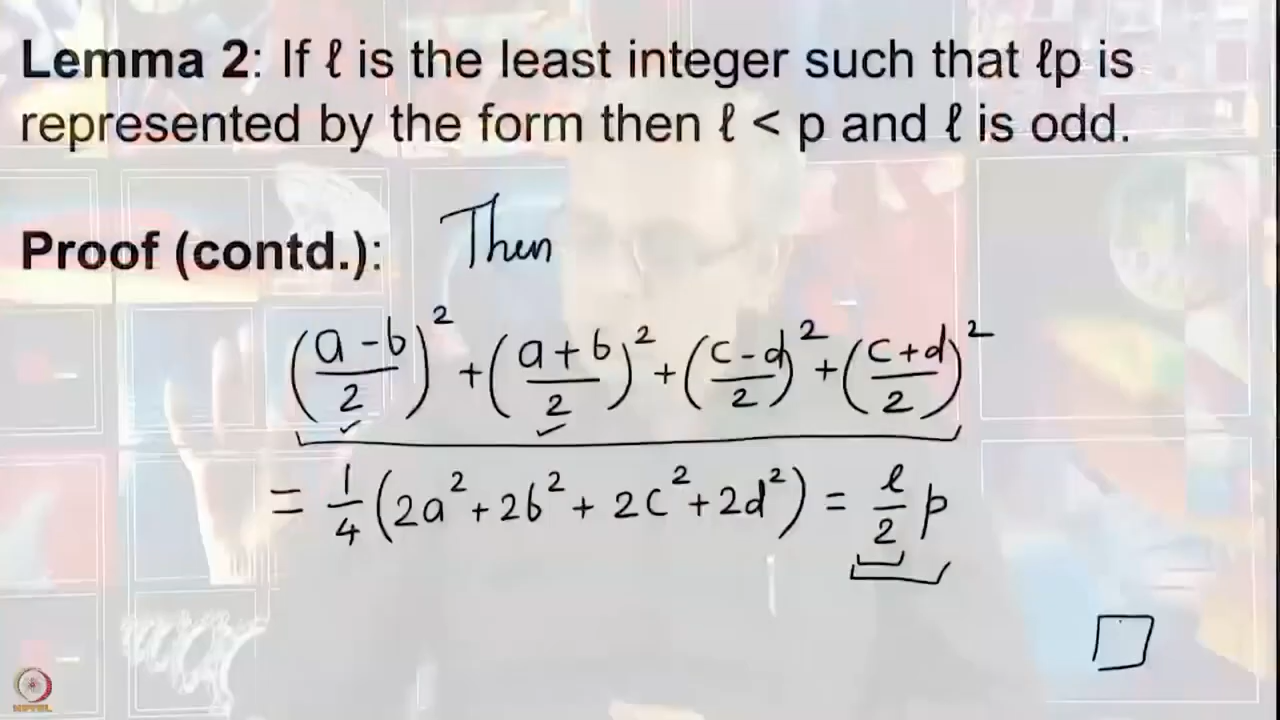 Lemma 2: If ℓ is the least integer such that ℓp is
represented by the form then ℓ < p and ℓ is odd.
Proof (contd.): Then
((a-b)/2)² + ((a+b)/2)² + ((c-d)/2)² + ((c+d)/2)²
= 1/4 (2a² + 2b² + 2c² + 2d²) = ℓ/2 p
NPTEL